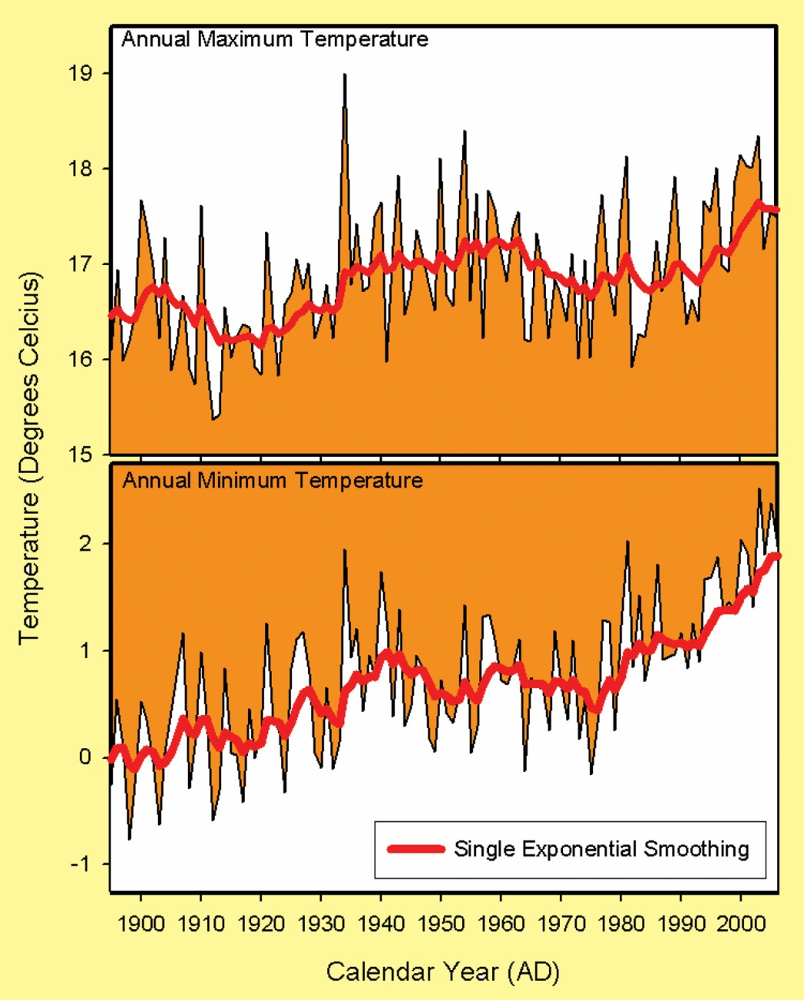 Annual Maximum Temperature
19
18
17
16
15
Annual Minimum Temperature
2
1
0
-1
Temperature (Degrees Celcius)
Single Exponential Smoothing
1900 1910 1920 1930 1940 1950 1960 1970 1980 1990 2000
Calendar Year (AD)